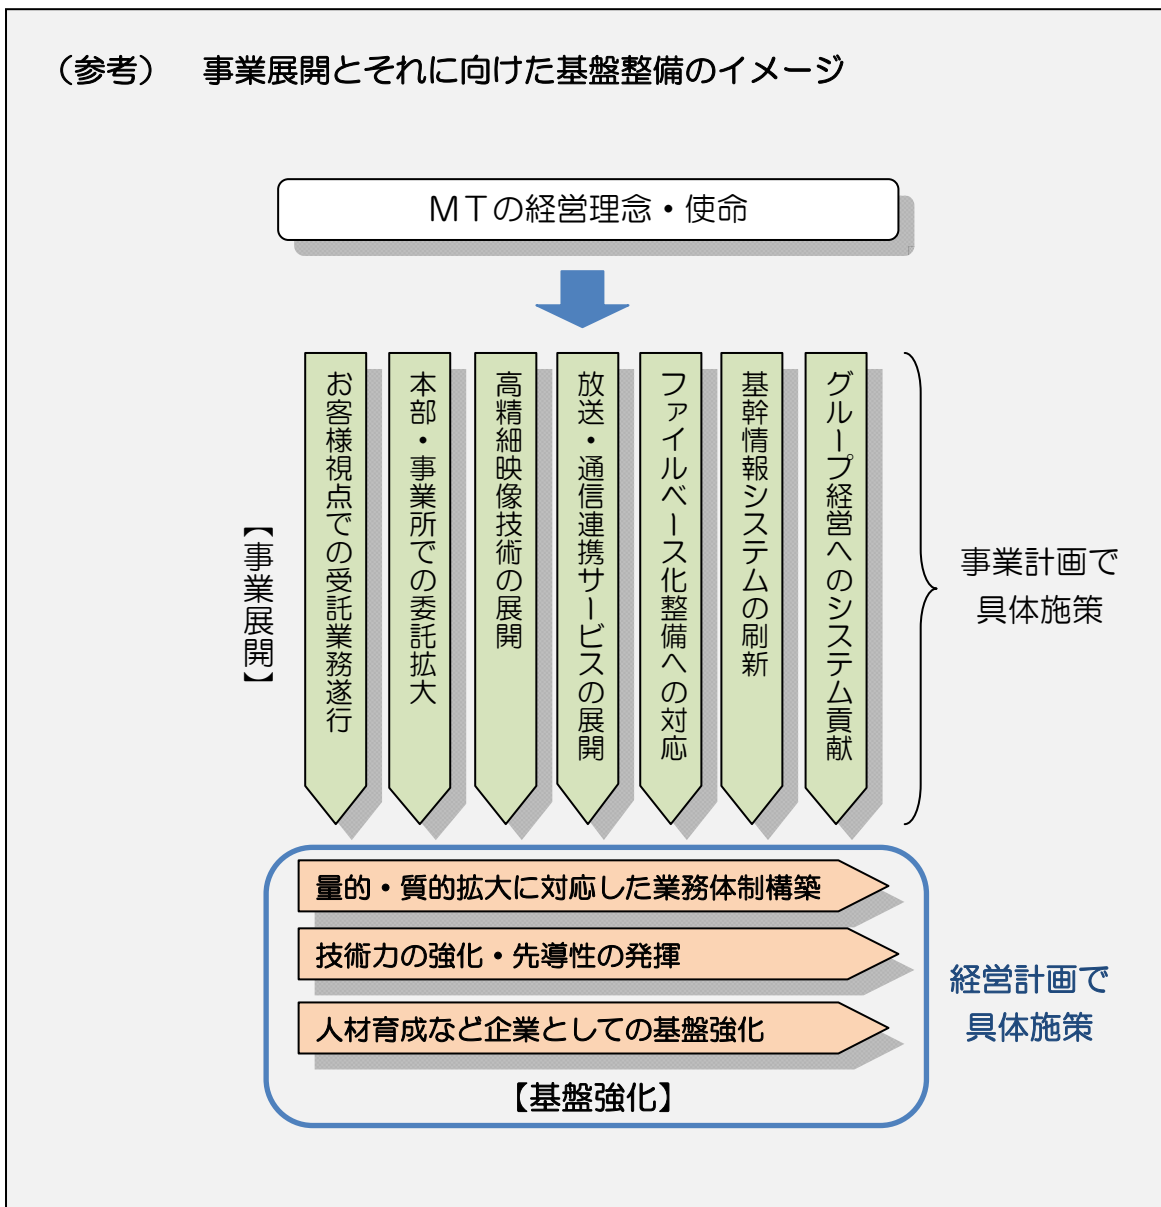 （参考）　事業展開とそれに向けた基盤整備のイメージ
ＭＴの経営理念・使命
【事業展開】
お客様視点での受託業務遂行
本部・事業所での委託拡大
高精細映像技術の展開
放送・通信連携サービスの展開
ファイルベース化整備への対応
基幹情報システムの刷新
グループ経営へのシステム貢献
事業計画で
具体施策
量的・質的拡大に対応した業務体制構築
技術力の強化・先導性の発揮
人材育成など企業としての基盤強化
【基盤強化】
経営計画で
具体施策